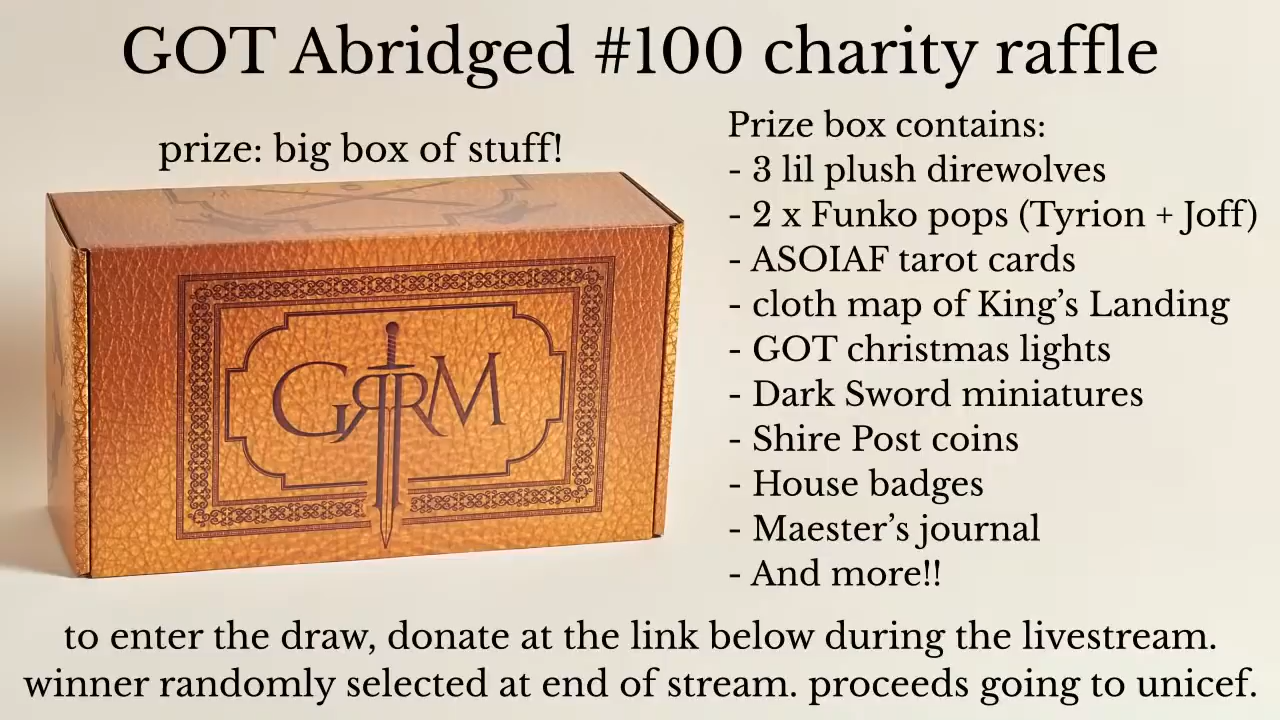 GOT Abridged #100 charity raffle
prize: big box of stuff!
GRRM
Prize box contains:
- 3 lil plush direwolves
- 2 x Funko pops (Tyrion + Joff)
- ASOIAF tarot cards
- cloth map of King’s Landing
- GOT christmas lights
- Dark Sword miniatures
- Shire Post coins
- House badges
- Maester’s journal
- And more!!
to enter the draw, donate at the link below during the livestream.
winner randomly selected at end of stream. proceeds going to unicef.